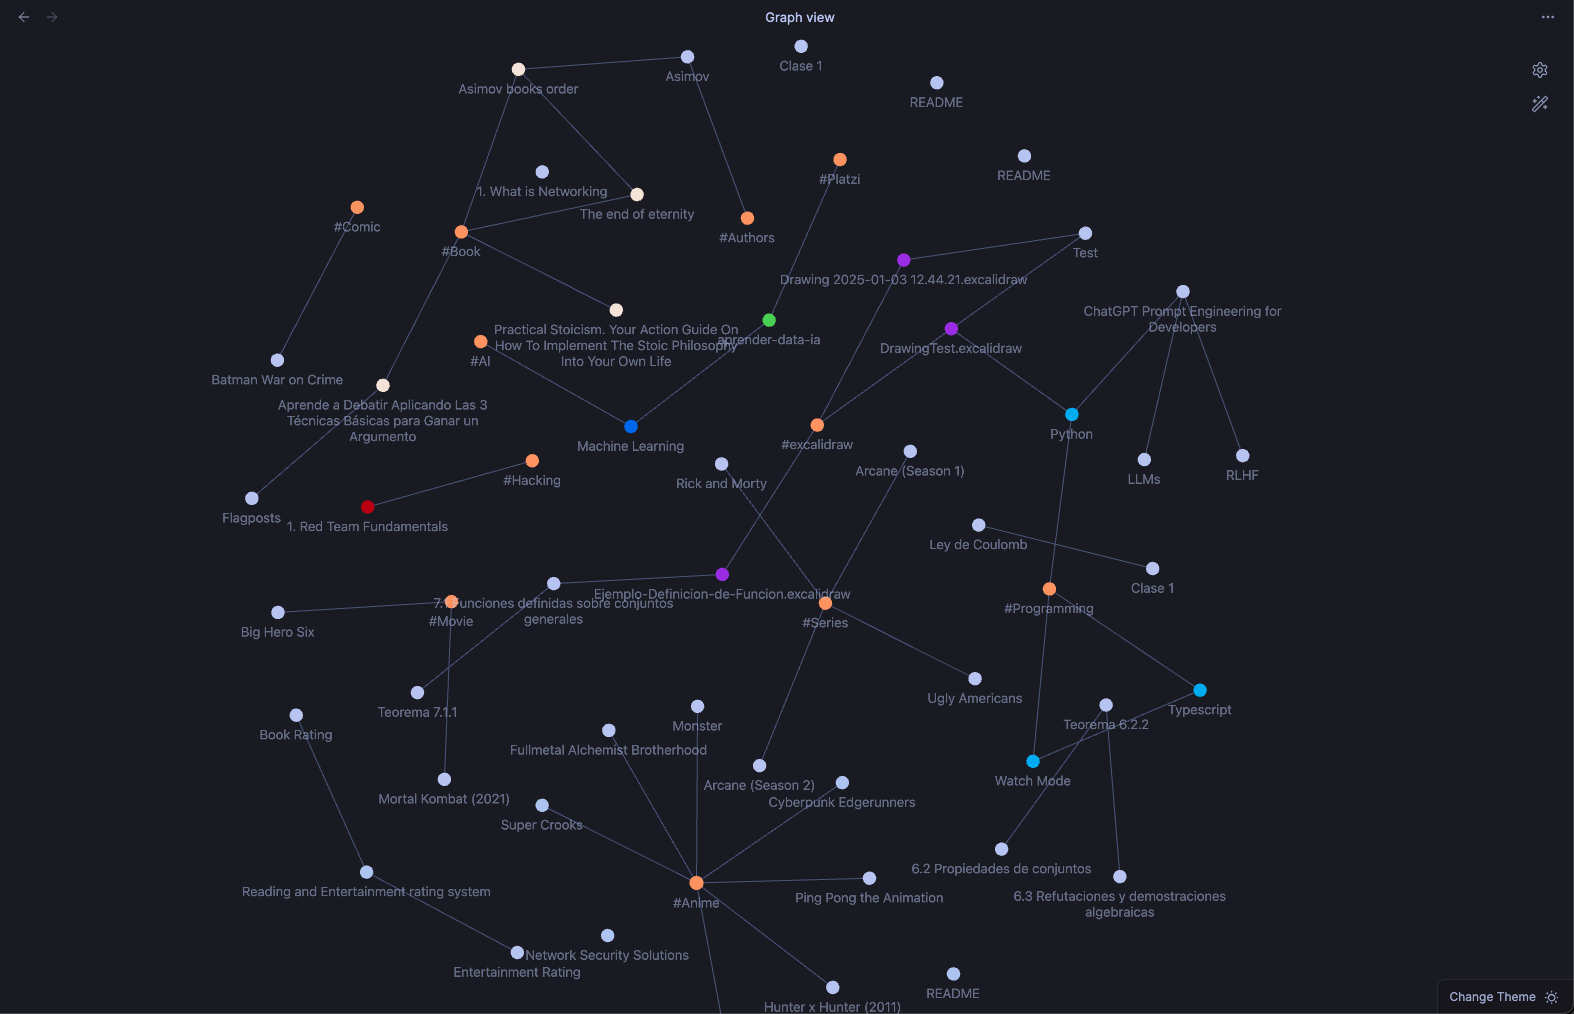 Graph view
Clase 1
Asimov
Asimov books order
README
README
#Platzi
1. What is Networking
The end of eternity
#Comic
#Authors
#Book
Test
Drawing 2025-01-03 12.44.21.excalidraw
ChatGPT Prompt Engineering for
Developers
Practical Stoicism. Your Action Guide On
How To Implement The Stoic Philosophy
Into Your Own Life
aprender-data-ia
DrawingTest.excalidraw
#AI
Batman War on Crime
Aprende a Debatir Aplicando Las 3
Técnicas Básicas para Ganar un
Argumento
Python
Machine Learning
#excalidraw
Arcane (Season 1)
LLMs
RLHF
#Hacking
Rick and Morty
Flagposts
1. Red Team Fundamentals
Ley de Coulomb
Clase 1
Ejemplo-Definicion-de-Funcion.excalidraw
7.1 Funciones definidas sobre conjuntos
generales
#Programming
#Movie
#Series
Big Hero Six
Ugly Americans
Teorema 7.1.1
Typescript
Teorema 6.2.2
Book Rating
Monster
Fullmetal Alchemist Brotherhood
Watch Mode
Arcane (Season 2)
Mortal Kombat (2021)
Cyberpunk Edgerunners
Super Crooks
6.2 Propiedades de conjuntos
Reading and Entertainment rating system
Ping Pong the Animation
6.3 Refutaciones y demostraciones
algebraicas
#Anime
Network Security Solutions
Entertainment Rating
README
Hunter x Hunter (2011)
Change Theme